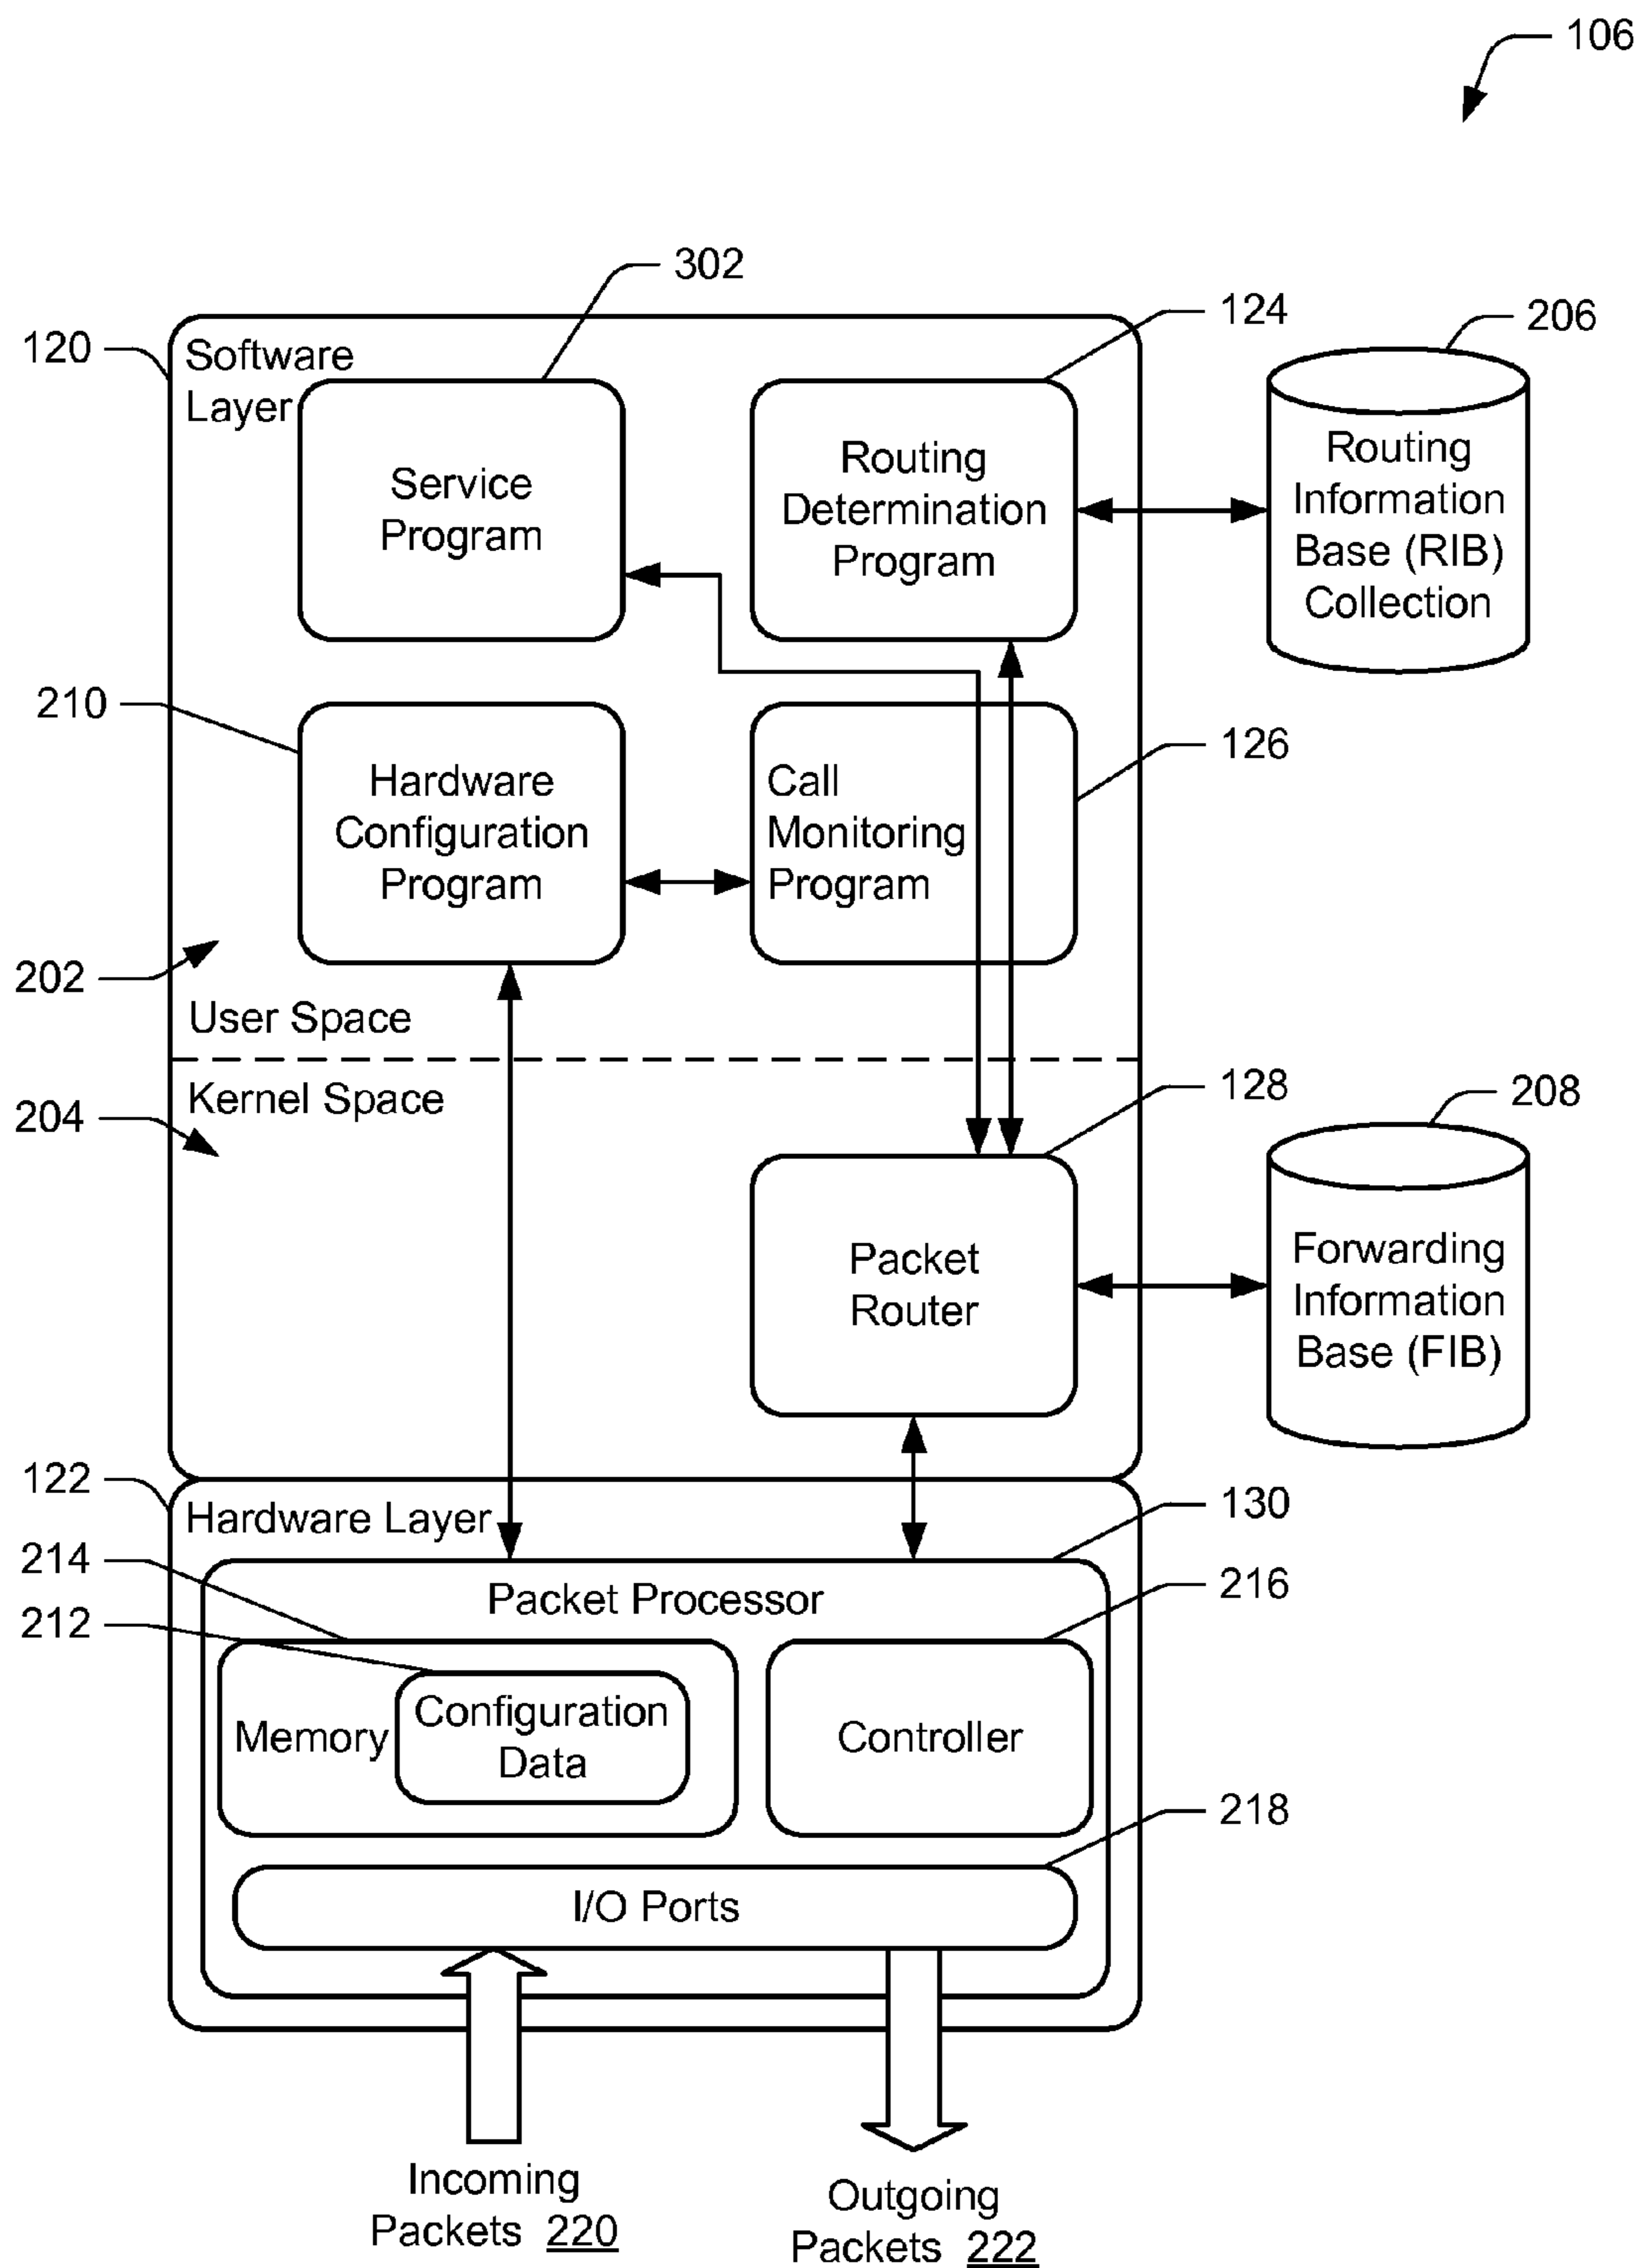 106
302
124
206
120
Software
Layer
Service
Program
Routing
Determination
Program
Routing
Information
Base (RIB)
Collection
210
126
Hardware
Configuration
Program
Call
Monitoring
Program
202
User Space
Kernel Space
204
128
208
Packet
Router
Forwarding
Information
Base (FIB)
122
Hardware Layer
130
214
Packet Processor
216
212
Memory
Configuration
Data
Controller
218
I/O Ports
Incoming
Packets 220
Outgoing
Packets 222